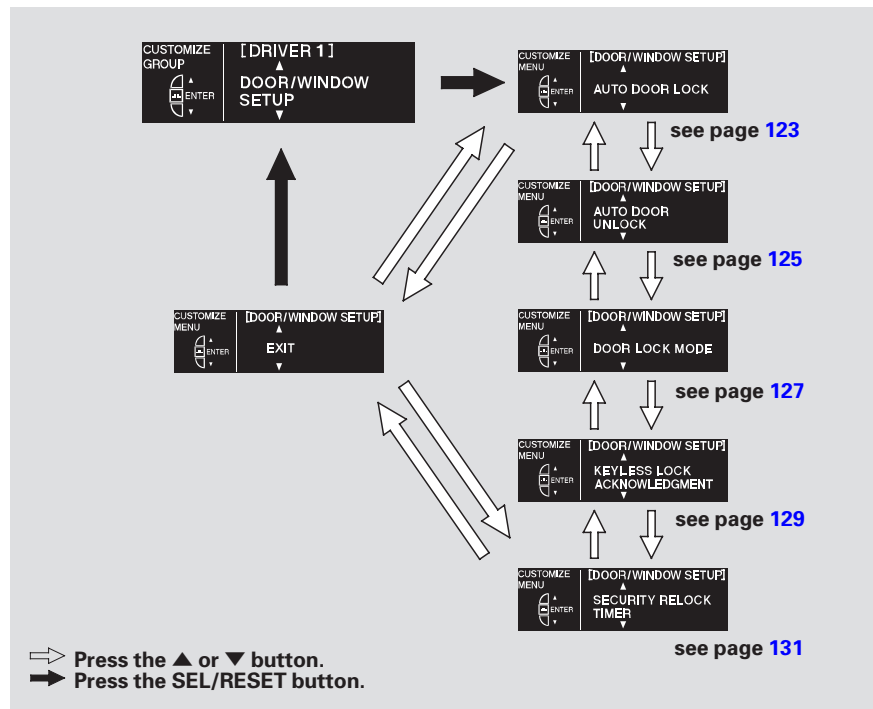 CUSTOMIZE
GROUP
ENTER
[DRIVER 1]
▲
DOOR/WINDOW
SETUP
▼
CUSTOMIZE
MENU
ENTER
[DOOR/WINDOW SETUP]
▲
AUTO DOOR LOCK
▼
see page 123
CUSTOMIZE
MENU
ENTER
[DOOR/WINDOW SETUP]
▲
AUTO DOOR
UNLOCK
▼
see page 125
CUSTOMIZE
MENU
ENTER
[DOOR/WINDOW SETUP]
▲
EXIT
▼
CUSTOMIZE
MENU
ENTER
[DOOR/WINDOW SETUP]
▲
DOOR LOCK MODE
▼
see page 127
CUSTOMIZE
MENU
ENTER
[DOOR/WINDOW SETUP]
▲
KEYLESS LOCK
ACKNOWLEDGMENT
▼
see page 129
CUSTOMIZE
MENU
ENTER
[DOOR/WINDOW SETUP]
▲
SECURITY RELOCK
TIMER
▼
see page 131
Press the ▲ or ▼ button.
Press the SEL/RESET button.